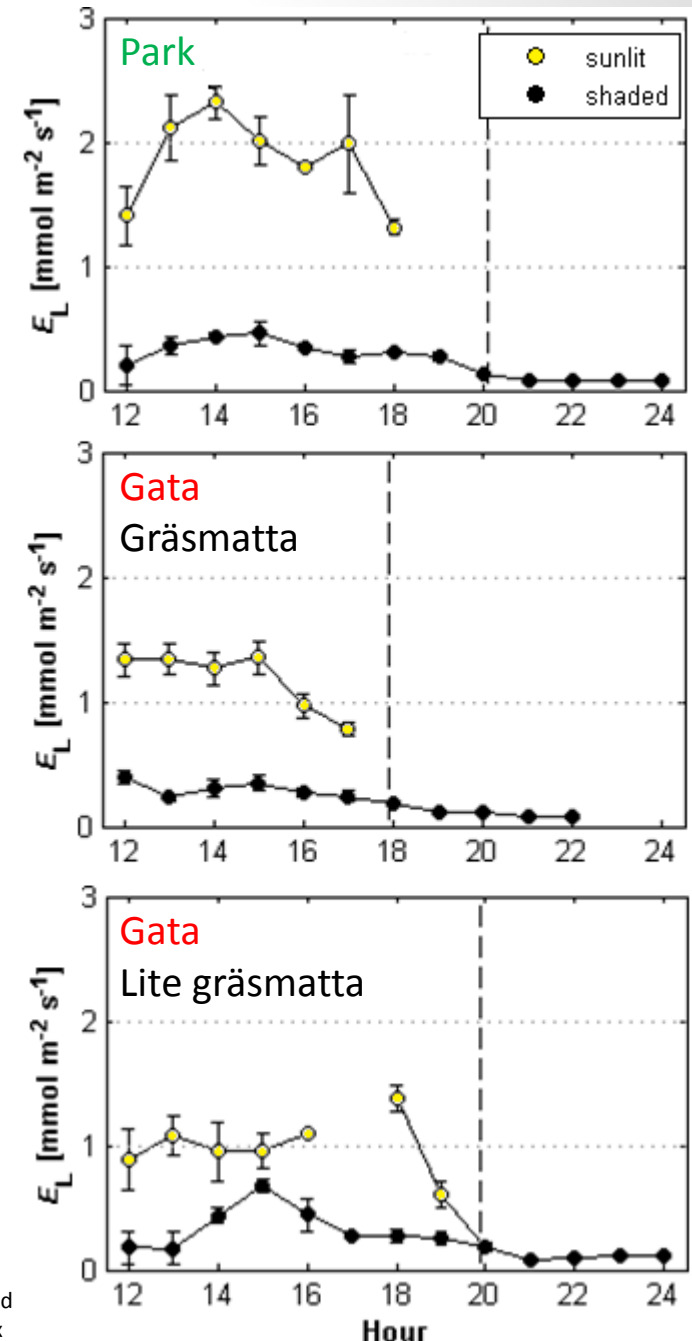 Park
sunlit
shaded
E_L [mmol m⁻² s⁻¹]
3
2
1
0
12 14 16 18 20 22 24
Gata
Gräsmatta
E_L [mmol m⁻² s⁻¹]
3
2
1
0
12 14 16 18 20 22 24
Gata
Lite gräsmatta
E_L [mmol m⁻² s⁻¹]
3
2
1
0
12 14 16 18 20 22 24
Hour